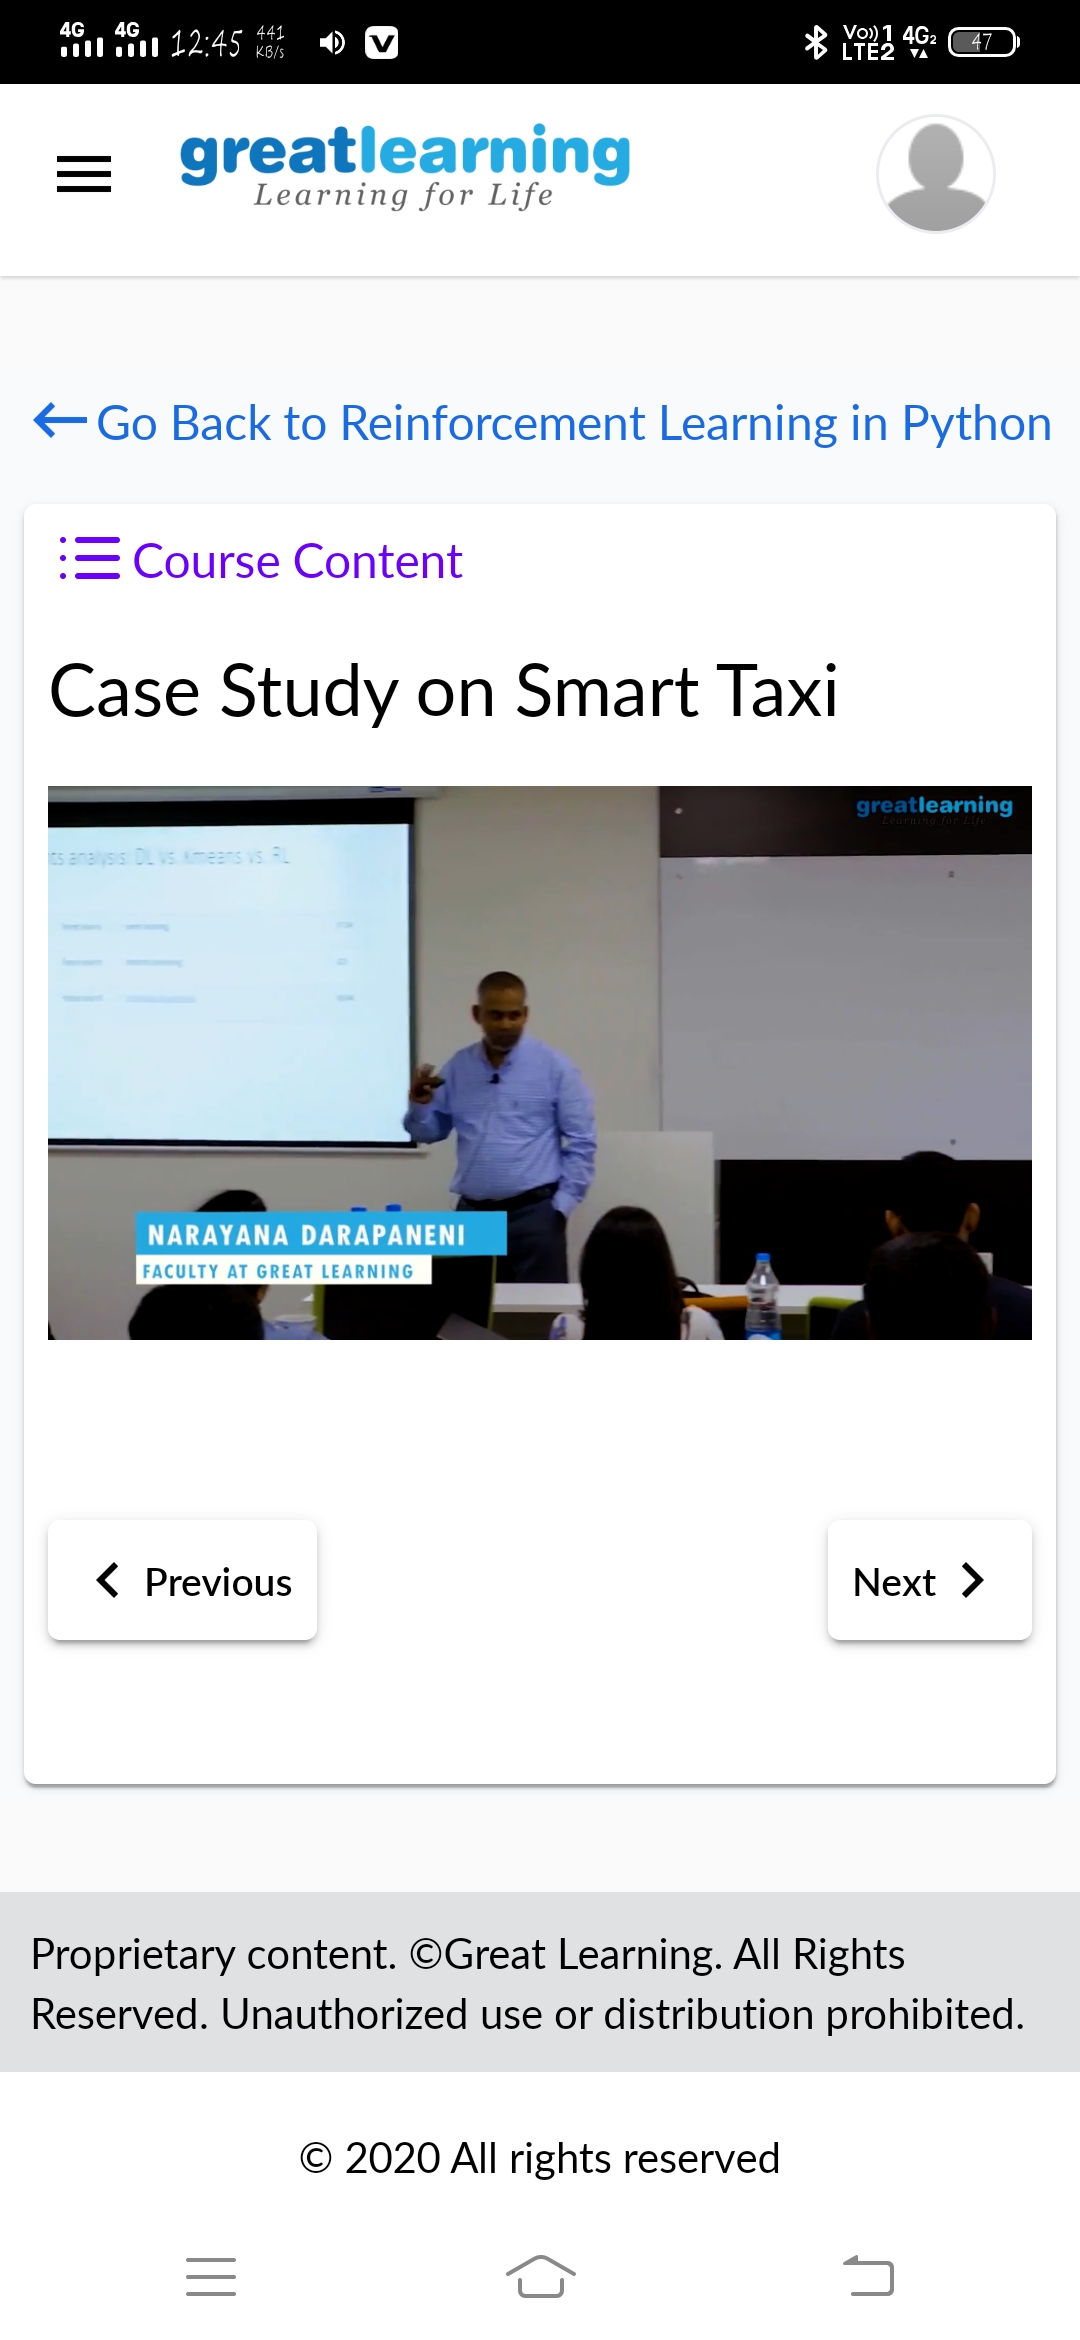 4G 4G 12:45 441 KB/s Vo)) 1 LTE2 4G2 47
greatlearning
Learning for Life
Go Back to Reinforcement Learning in Python
Course Content
Case Study on Smart Taxi
greatlearning
Learning for Life
ts analysis: DL vs. Kmeans vs. RL
NARAYANA DARAPANENI
FACULTY AT GREAT LEARNING
Previous
Next
Proprietary content. ©Great Learning. All Rights
Reserved. Unauthorized use or distribution prohibited.
© 2020 All rights reserved